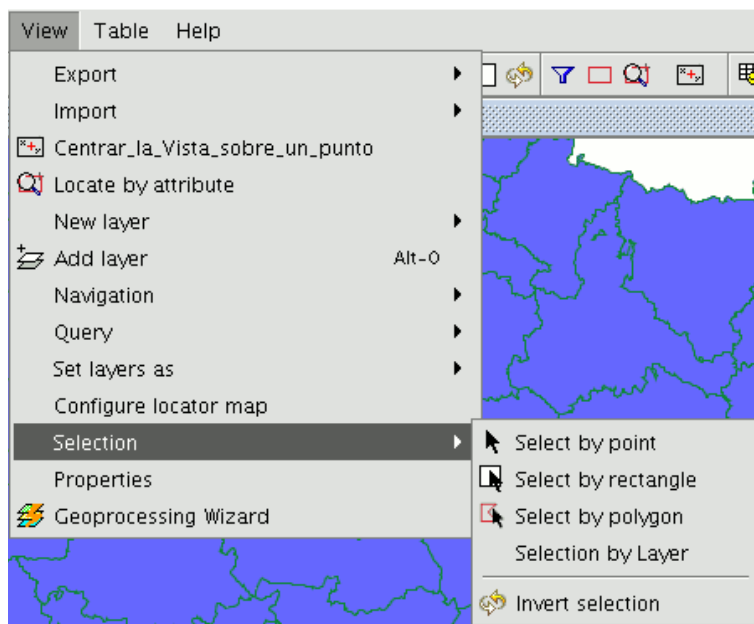 View Table Help
Export
Import
Centrar_la_Vista_sobre_un_punto
Locate by attribute
New layer
Add layer Alt-O
Navigation
Query
Set layers as
Configure locator map
Selection
Properties
Geoprocessing Wizard
Select by point
Select by rectangle
Select by polygon
Selection by Layer
Invert selection